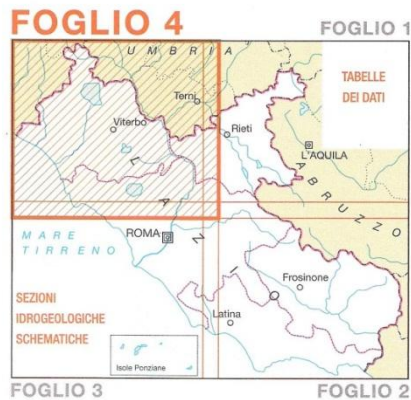 FOGLIO 4
FOGLIO 1
UMBRIA
TABELLE
DEI DATI
Terni
Viterbo
Rieti
L'AQUILA
ABRUZZO
LAZIO
MARE
TIRRENO
ROMA
Frosinone
SEZIONI
IDROGEOLOGICHE
SCHEMATICHE
Latina
Isole Ponziane
FOGLIO 3
FOGLIO 2